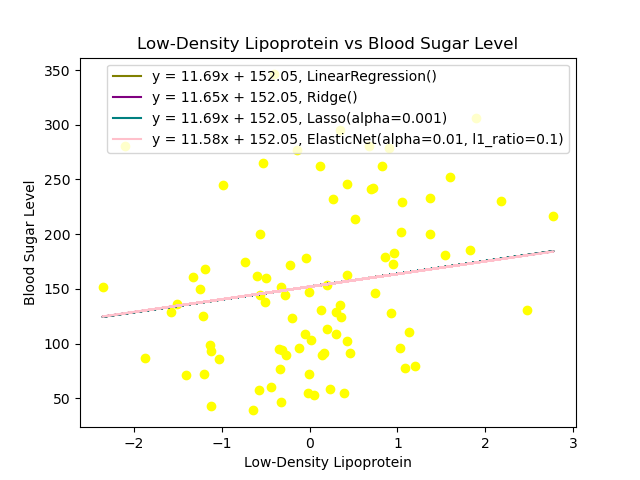 Low-Density Lipoprotein vs Blood Sugar Level
y = 11.69x + 152.05, LinearRegression()
y = 11.65x + 152.05, Ridge()
y = 11.69x + 152.05, Lasso(alpha=0.001)
y = 11.58x + 152.05, ElasticNet(alpha=0.01, l1_ratio=0.1)
350
300
250
200
150
100
50
Blood Sugar Level
−2
−1
0
1
2
3
Low-Density Lipoprotein